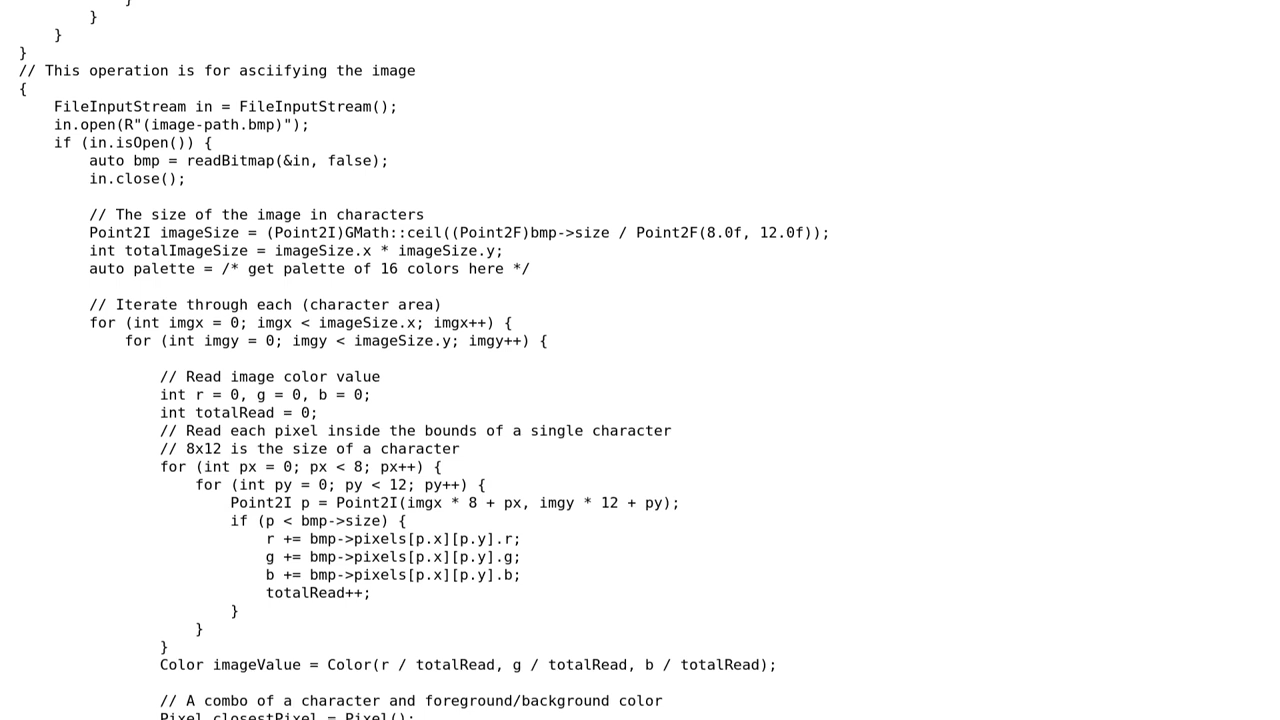 }
}
}
}
// This operation is for asciifying the image
{
FileInputStream in = FileInputStream();
in.open(R"(image-path.bmp)");
if (in.isOpen()) {
auto bmp = readBitmap(&in, false);
in.close();
// The size of the image in characters
Point2I imageSize = (Point2I)GMath::ceil((Point2F)bmp->size / Point2F(8.0f, 12.0f));
int totalImageSize = imageSize.x * imageSize.y;
auto palette = /* get palette of 16 colors here */
// Iterate through each (character area)
for (int imgx = 0; imgx < imageSize.x; imgx++) {
for (int imgy = 0; imgy < imageSize.y; imgy++) {
// Read image color value
int r = 0, g = 0, b = 0;
int totalRead = 0;
// Read each pixel inside the bounds of a single character
// 8x12 is the size of a character
for (int px = 0; px < 8; px++) {
for (int py = 0; py < 12; py++) {
Point2I p = Point2I(imgx * 8 + px, imgy * 12 + py);
if (p < bmp->size) {
r += bmp->pixels[p.x][p.y].r;
g += bmp->pixels[p.x][p.y].g;
b += bmp->pixels[p.x][p.y].b;
totalRead++;
}
}
}
Color imageValue = Color(r / totalRead, g / totalRead, b / totalRead);
// A combo of a character and foreground/background color
Pixel closestPixel = Pixel();